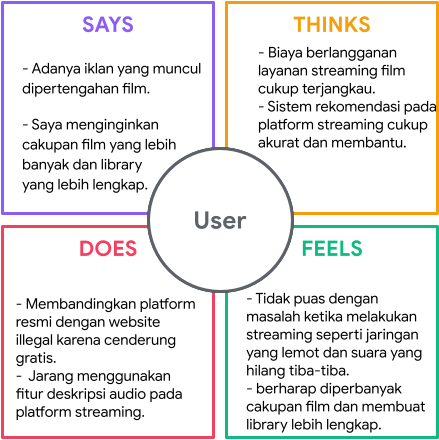 SAYS
- Adanya iklan yang muncul
dipertengahan film.
- Saya menginginkan
cakupan film yang lebih
banyak dan library
yang lebih lengkap.
THINKS
- Biaya berlangganan
layanan streaming film
cukup terjangkau.
- Sistem rekomendasi pada
platform streaming cukup
akurat dan membantu.
User
DOES
- Membandingkan platform
resmi dengan website
illegal karena cenderung
gratis.
- Jarang menggunakan
fitur deskripsi audio pada
platform streaming.
FEELS
- Tidak puas dengan
masalah ketika melakukan
streaming seperti jaringan
yang lemot dan suara yang
hilang tiba-tiba.
- berharap diperbanyak
cakupan film dan membuat
library lebih lengkap.